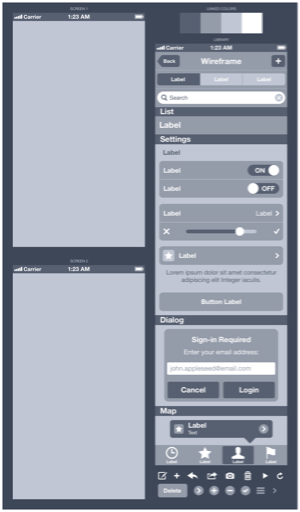 SCREEN 1
Carrier 1:23 AM
SCREEN 2
Carrier 1:23 AM
LINKED COLORS
LIBRARY
Carrier 1:23 AM
Back Wireframe +
Label Label Label
Search
List
Label
Settings
Label
Label ON
Label OFF
Label Label
Label
Lorem ipsum dolor sit amet consectetur
adipiscing elit integer iaculis.
Button Label
Dialog
Sign-in Required
Enter your email address:
john.appleseed@email.com
Cancel Login
Map
Label
Text
Label Label Label Label
Delete